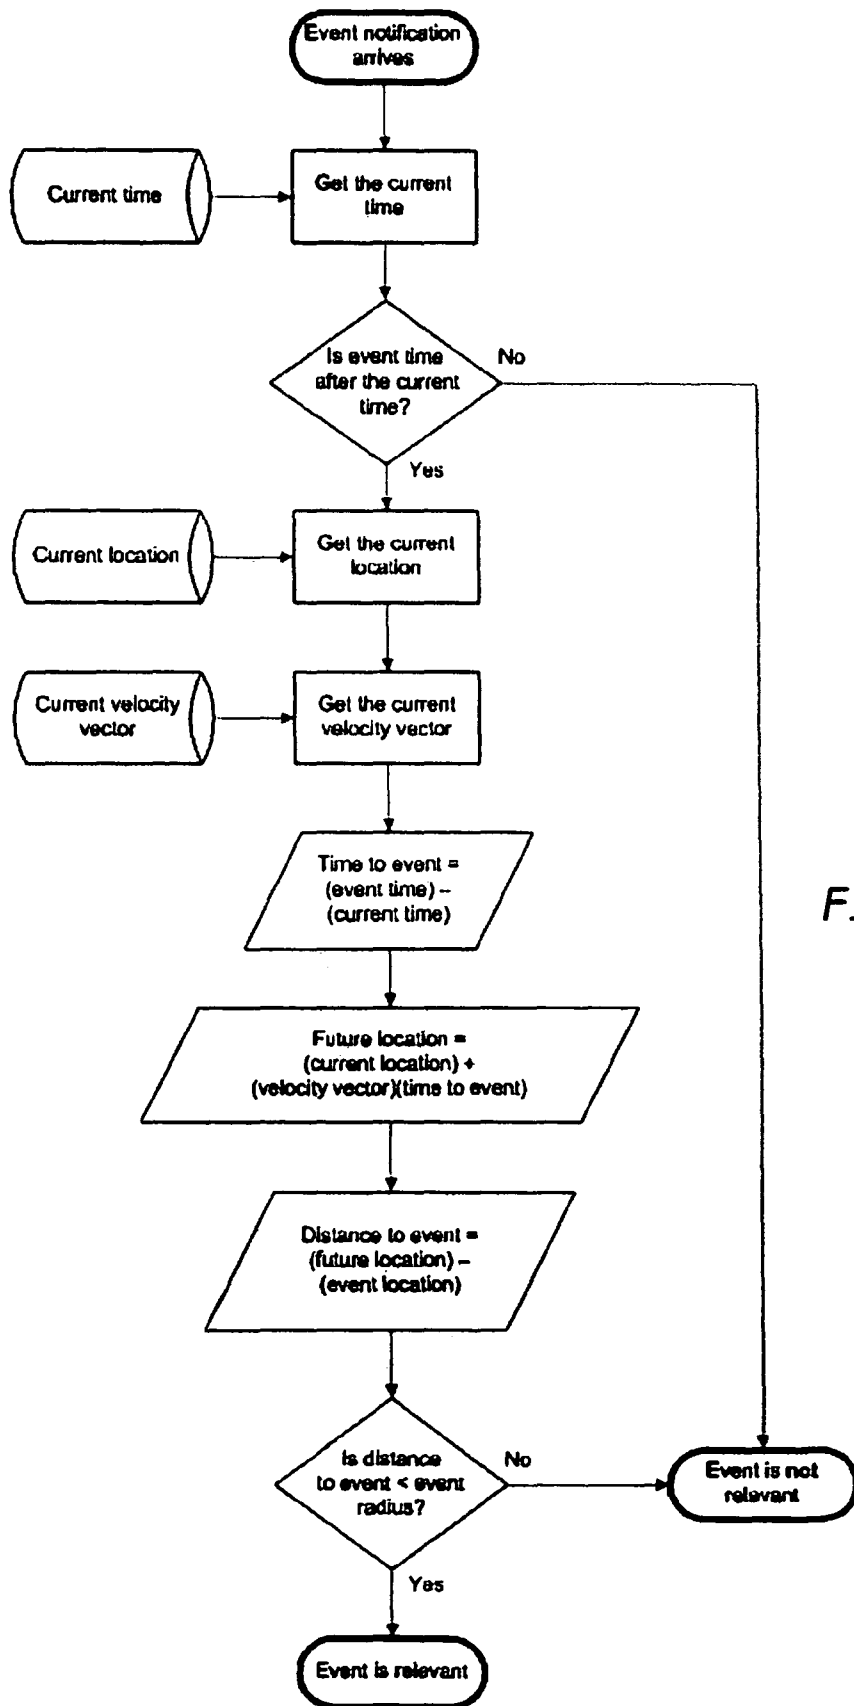 Event notification
arrives
Current time
Get the current
time
Is event time
after the current
time?
No
Yes
Current location
Get the current
location
Current velocity
vector
Get the current
velocity vector
Time to event =
(event time) –
(current time)
F.
Future location =
(current location) +
(velocity vector)(time to event)
Distance to event =
(future location) –
(event location)
Is distance
to event < event
radius?
No
Event is not
relevant
Yes
Event is relevant